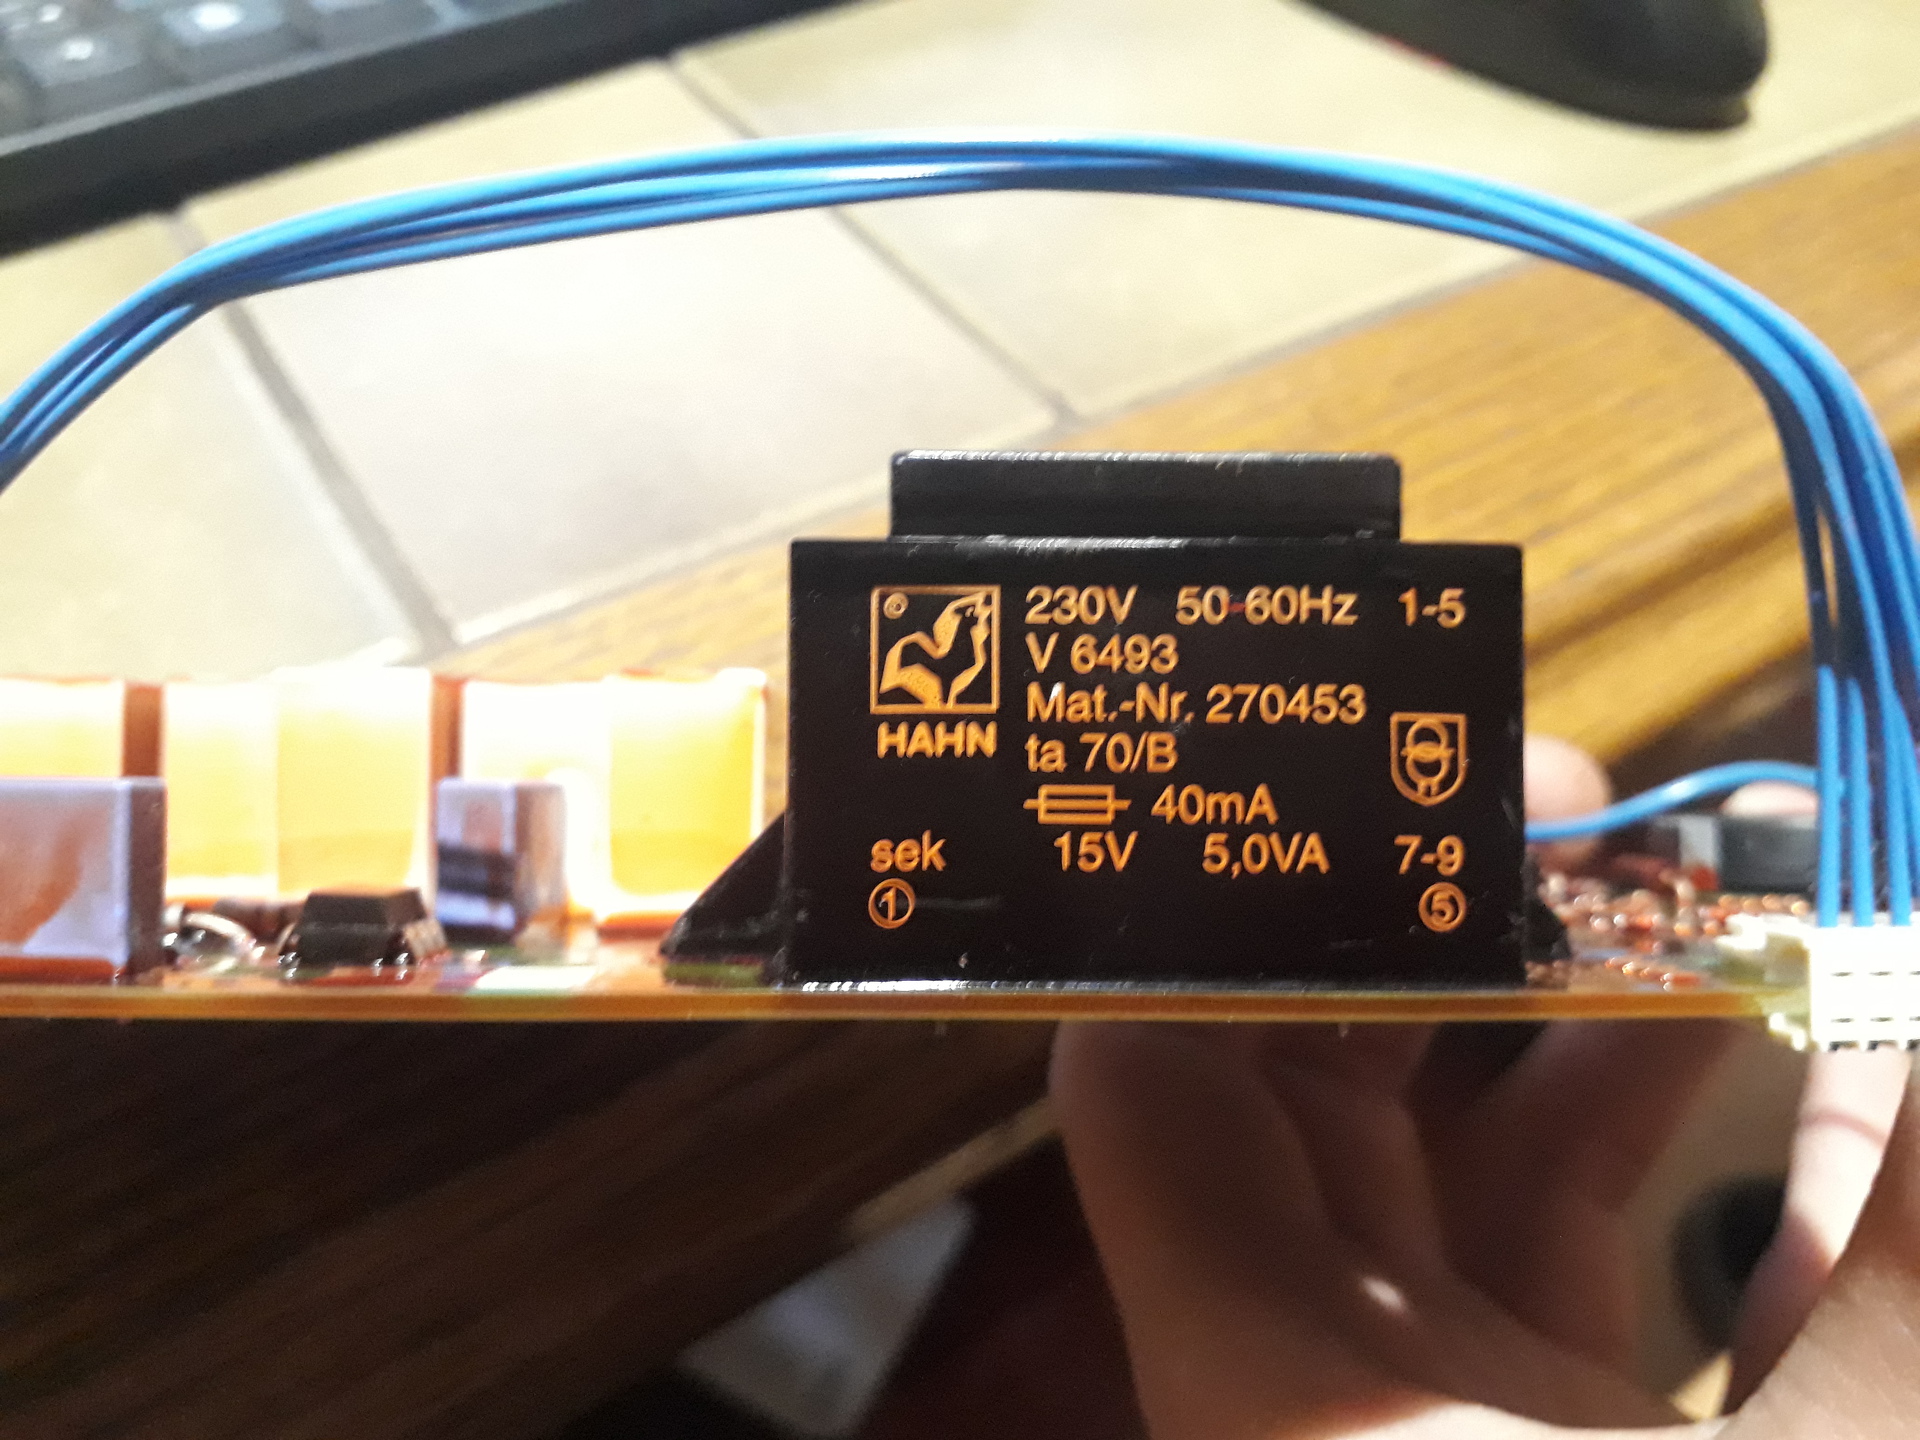 230V 50-60Hz 1-5
V 6493
Mat.-Nr. 270453
HAHN
ta 70/B
40mA
sek 15V 5,0VA 7-9
1 5